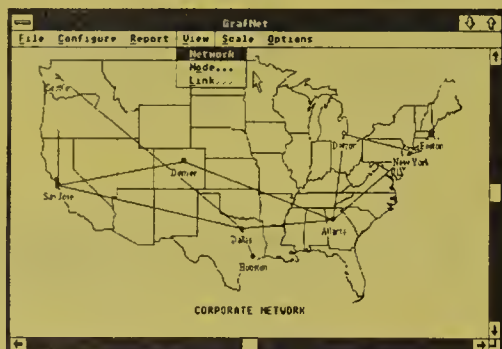 GrafNet
File Configure Report View Scale Options
Network
Node...
Link...
Seattle
Detroit
Boston
New York
Denver
San Jose
Dallas
Atlanta
Houston
CORPORATE NETWORK